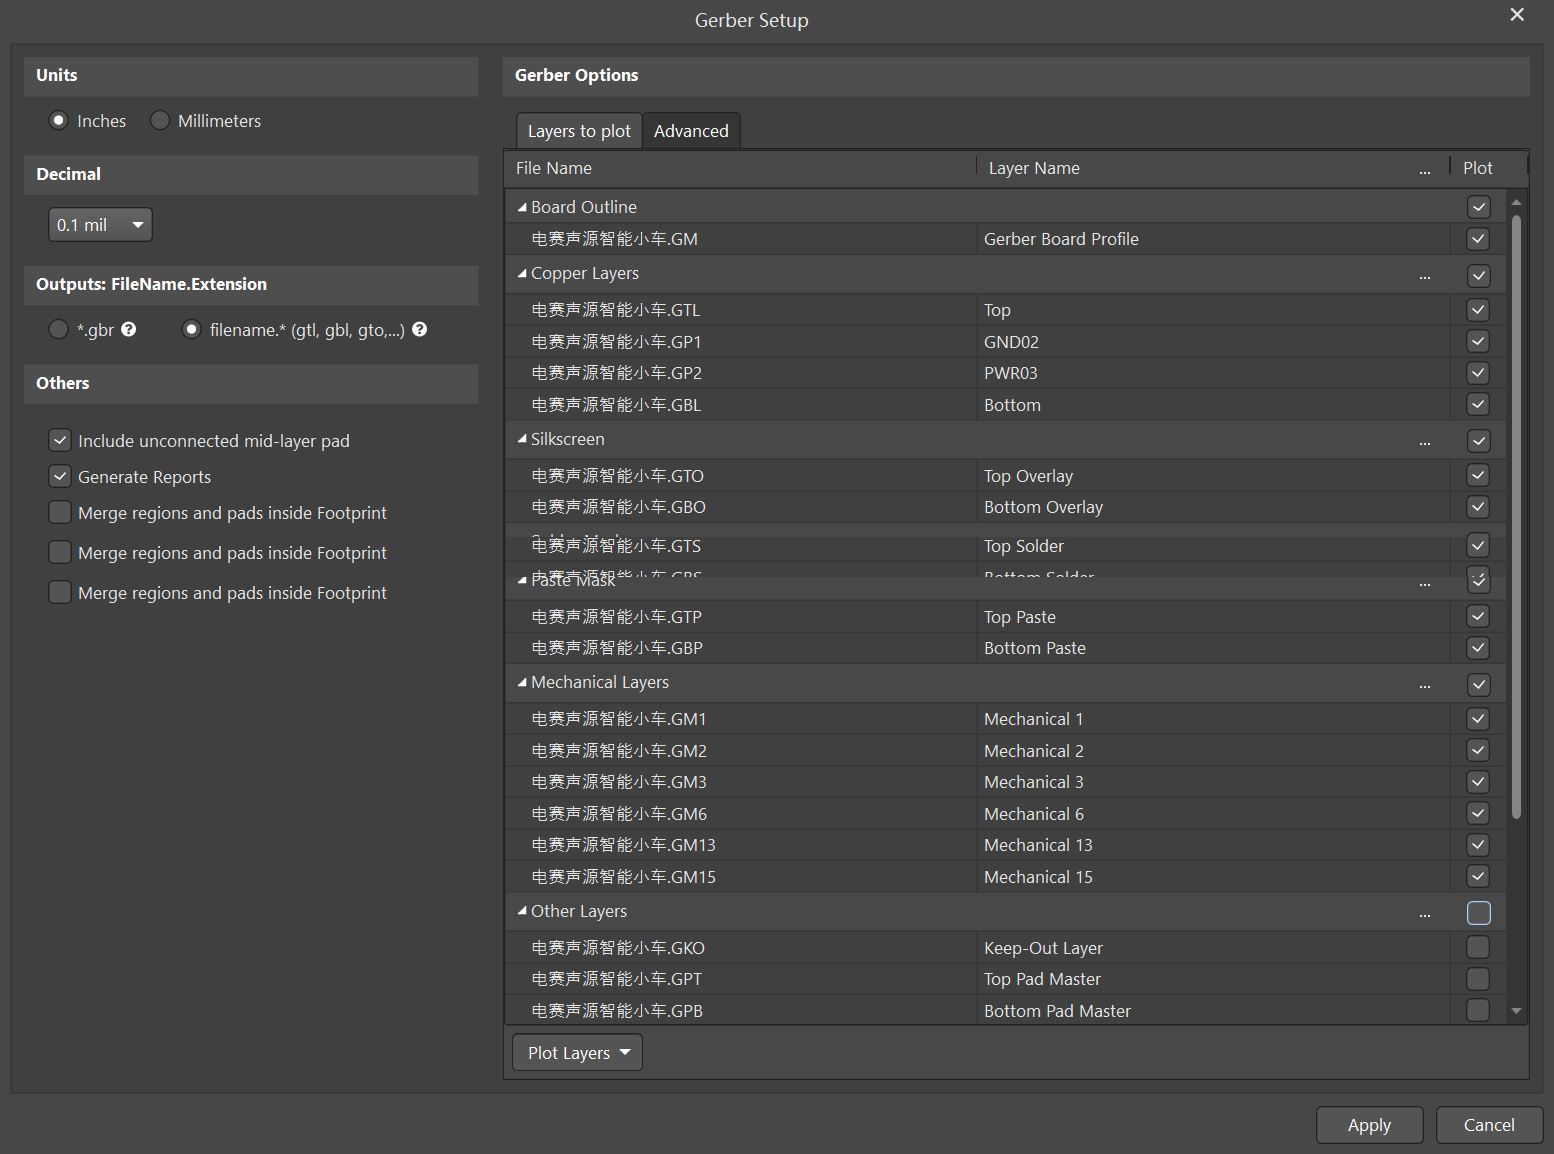 Gerber Setup
Units
Inches Millimeters
Decimal
0.1 mil
Outputs: FileName.Extension
*.gbr ? filename.* (gtl, gbl, gto,...) ?
Others
Include unconnected mid-layer pad
Generate Reports
Merge regions and pads inside Footprint
Merge regions and pads inside Footprint
Merge regions and pads inside Footprint
Gerber Options
Layers to plot Advanced
File Name Layer Name ... Plot
Board Outline
电赛声源智能小车.GM Gerber Board Profile
Copper Layers ...
电赛声源智能小车.GTL Top
电赛声源智能小车.GP1 GND02
电赛声源智能小车.GP2 PWR03
电赛声源智能小车.GBL Bottom
Silkscreen ...
电赛声源智能小车.GTO Top Overlay
电赛声源智能小车.GBO Bottom Overlay
电赛声源智能小车.GTS Top Solder
电赛声源智能小车.GBS Bottom Solder
Paste Mask ...
电赛声源智能小车.GTP Top Paste
电赛声源智能小车.GBP Bottom Paste
Mechanical Layers ...
电赛声源智能小车.GM1 Mechanical 1
电赛声源智能小车.GM2 Mechanical 2
电赛声源智能小车.GM3 Mechanical 3
电赛声源智能小车.GM6 Mechanical 6
电赛声源智能小车.GM13 Mechanical 13
电赛声源智能小车.GM15 Mechanical 15
Other Layers ...
电赛声源智能小车.GKO Keep-Out Layer
电赛声源智能小车.GPT Top Pad Master
电赛声源智能小车.GPB Bottom Pad Master
Plot Layers
Apply Cancel